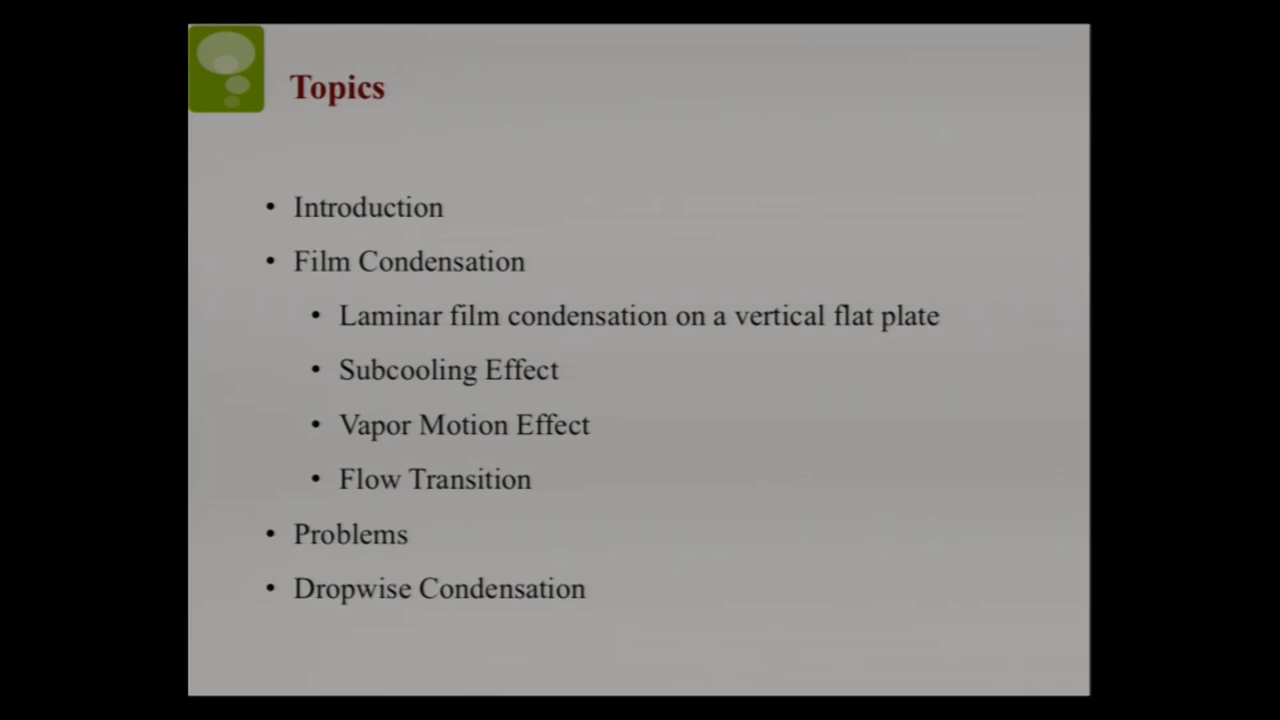 Topics
• Introduction
• Film Condensation
• Laminar film condensation on a vertical flat plate
• Subcooling Effect
• Vapor Motion Effect
• Flow Transition
• Problems
• Dropwise Condensation